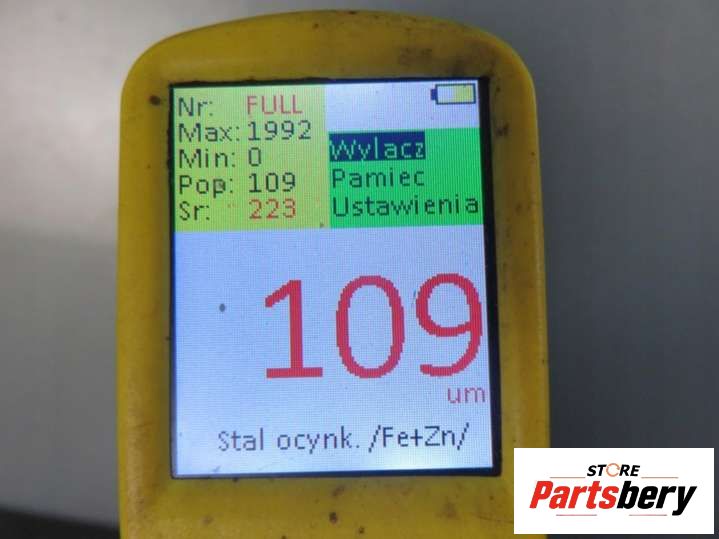 Nr: FULL
Max: 1992
Min: 0
Pop: 109
Sr: 223
Wylacz
Pamiec
Ustawienia
109
um
Stal ocynk. /Fe+Zn/
STORE
Partsbery